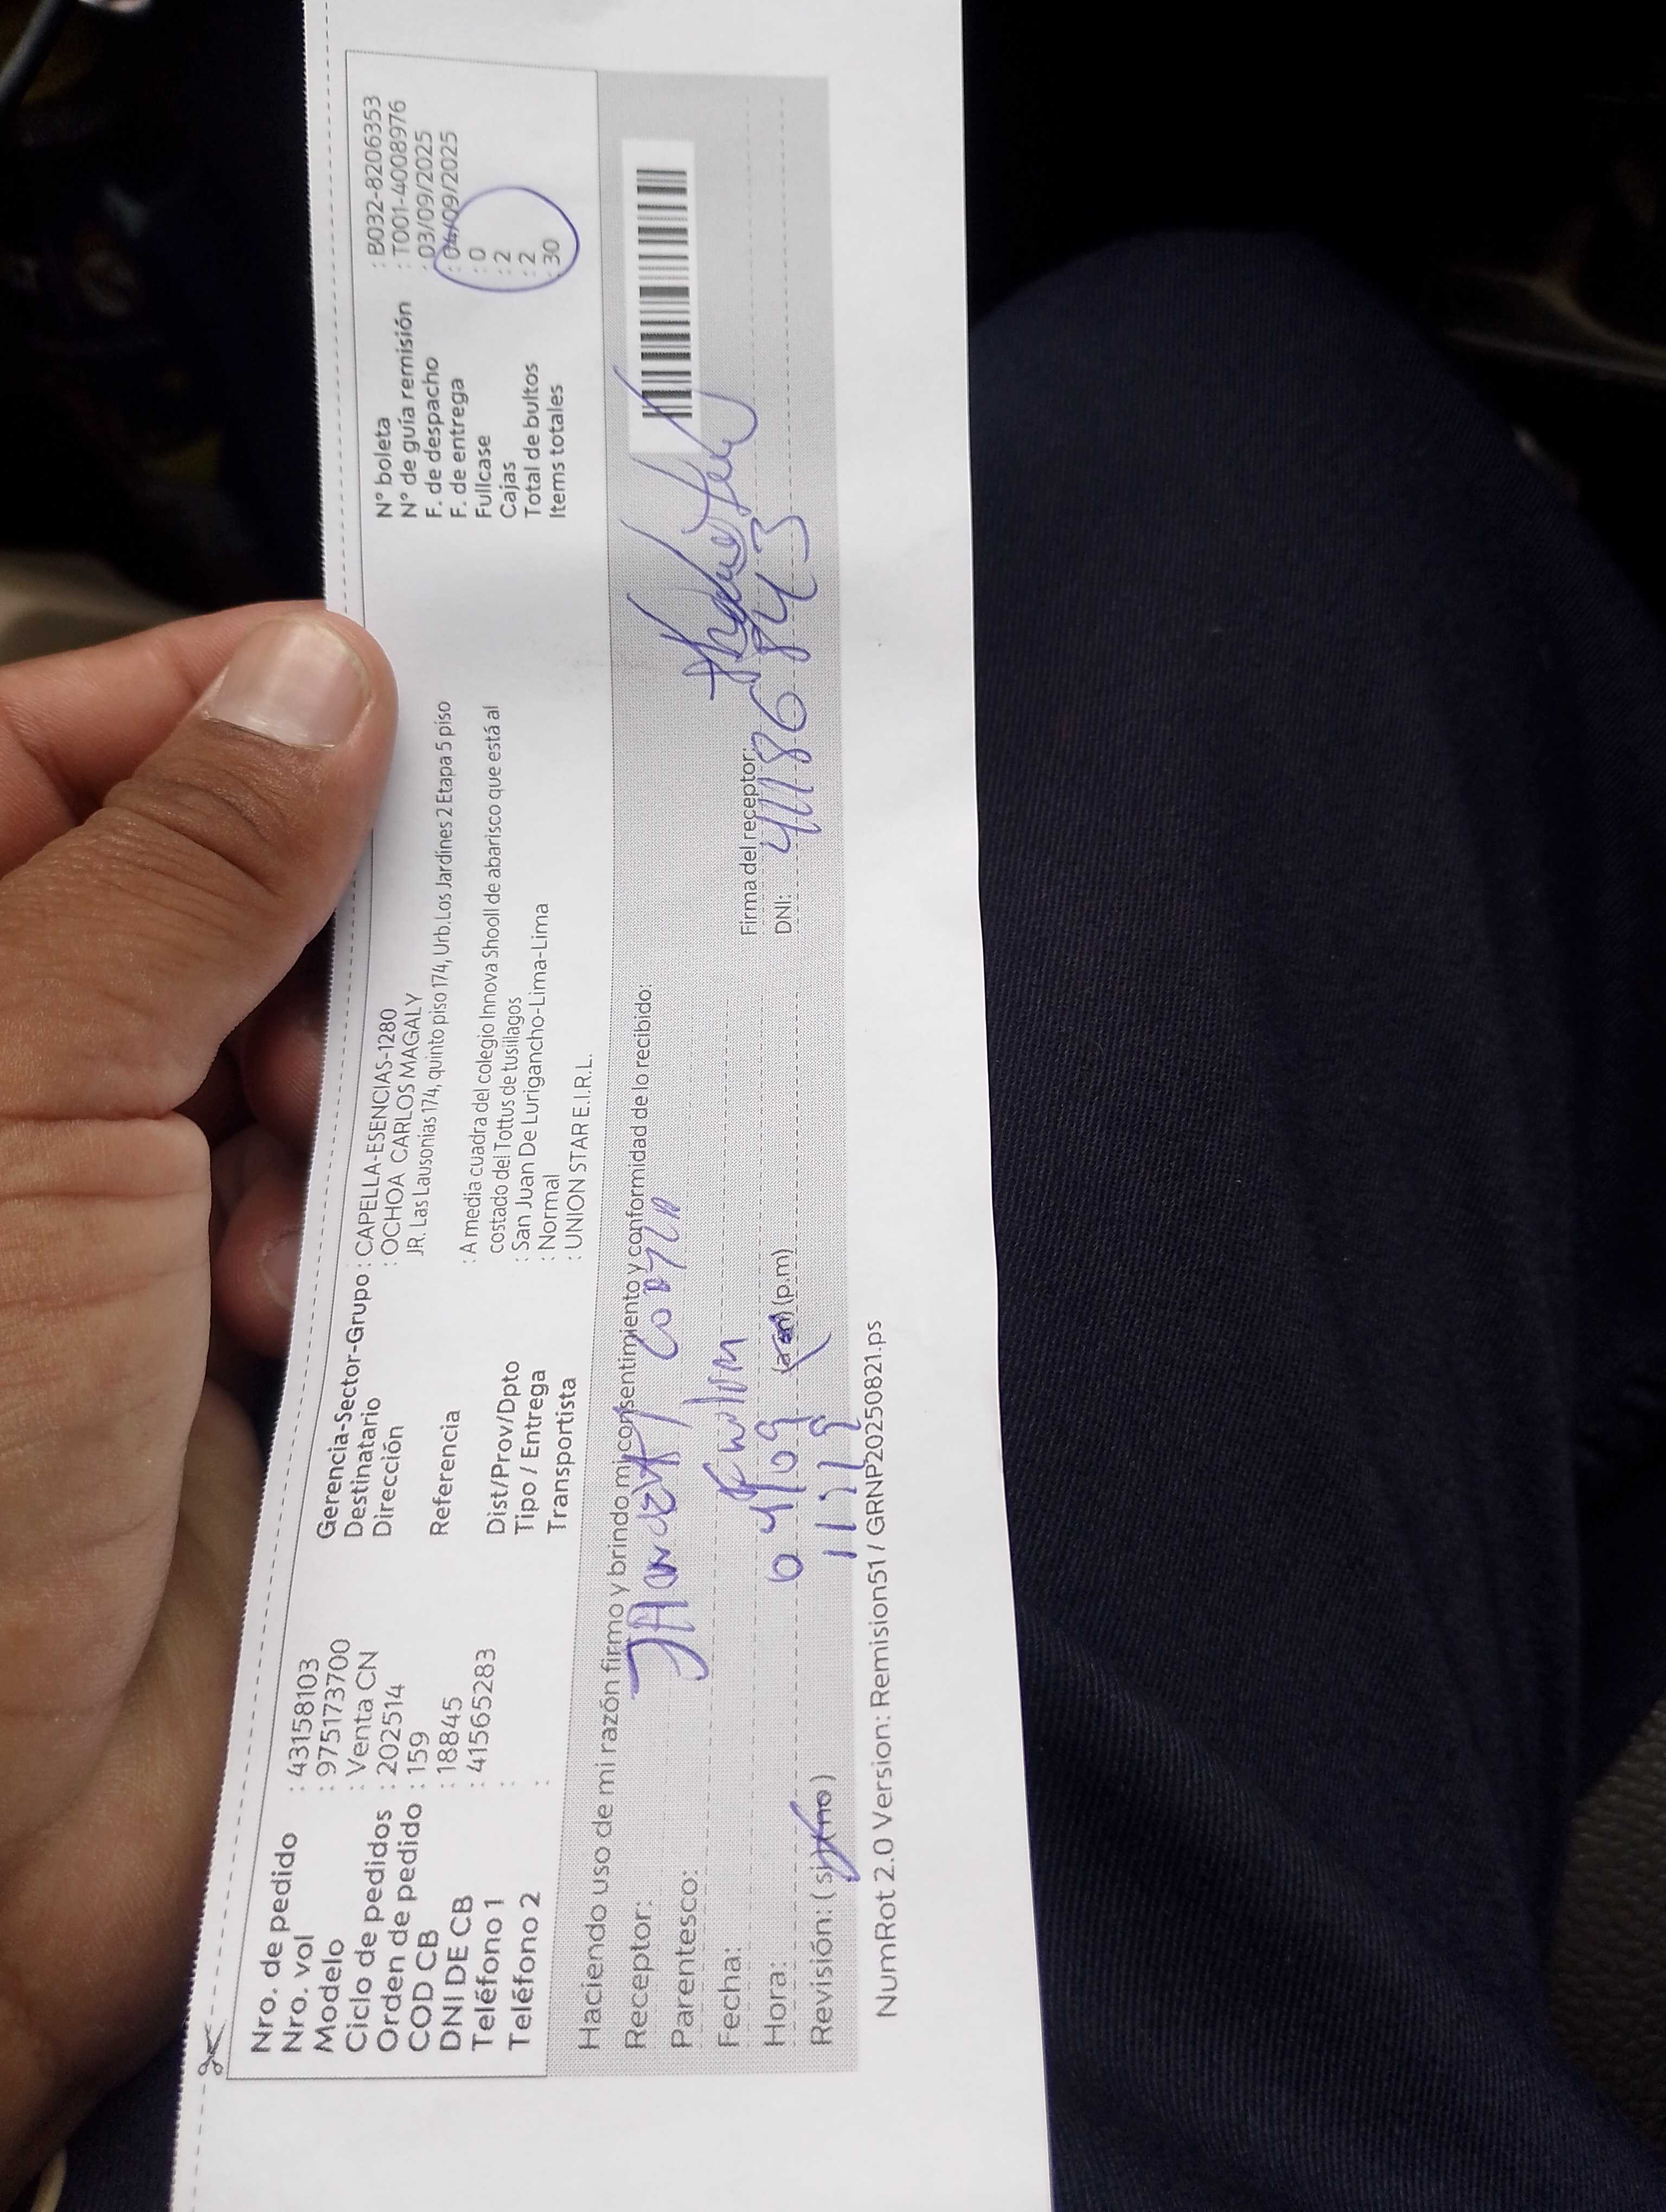 Nro. de pedido : 43158103
Nro. vol : 975173700
Modelo : Venta CN
Ciclo de pedidos : 202514
Orden de pedido : 159
COD CB : 18845
DNI DE CB : 41565283
Teléfono 1 :
Teléfono 2 :
Gerencia-Sector-Grupo : CAPELLA-ESENCIAS-1280
Destinatario : OCHOA CARLOS MAGALY
Dirección JR. Las Lausonias 174, quinto piso 174, Urb.Los Jardines 2 Etapa 5 piso
Referencia : A media cuadra del colegio Innova Shooll de abarisco que está al
costado del Tottus de tusilagos
Dist/Prov/Dpto : San Juan De Lurigancho-Lima-Lima
Tipo / Entrega : Normal
Transportista : UNION STAR E.I.R.L.
N° boleta : B032-8206353
N° de guía remisión : T001-4008976
F. de despacho : 03/09/2025
F. de entrega : 04/09/2025
Fullcase : 0
Cajas : 2
Total de bultos : 2
Items totales : 30
Haciendo uso de mi razón firmo y brindo mi consentimiento y conformidad de lo recibido:
Receptor:
Parentesco:
Fecha: 04/09
Hora: 11:19 (a.m) (p.m)
Revisión: ( si / no )
Firma del receptor:
DNI: 41186843
NumRot 2.0 Version: Remision51 / GRNP20250821.ps